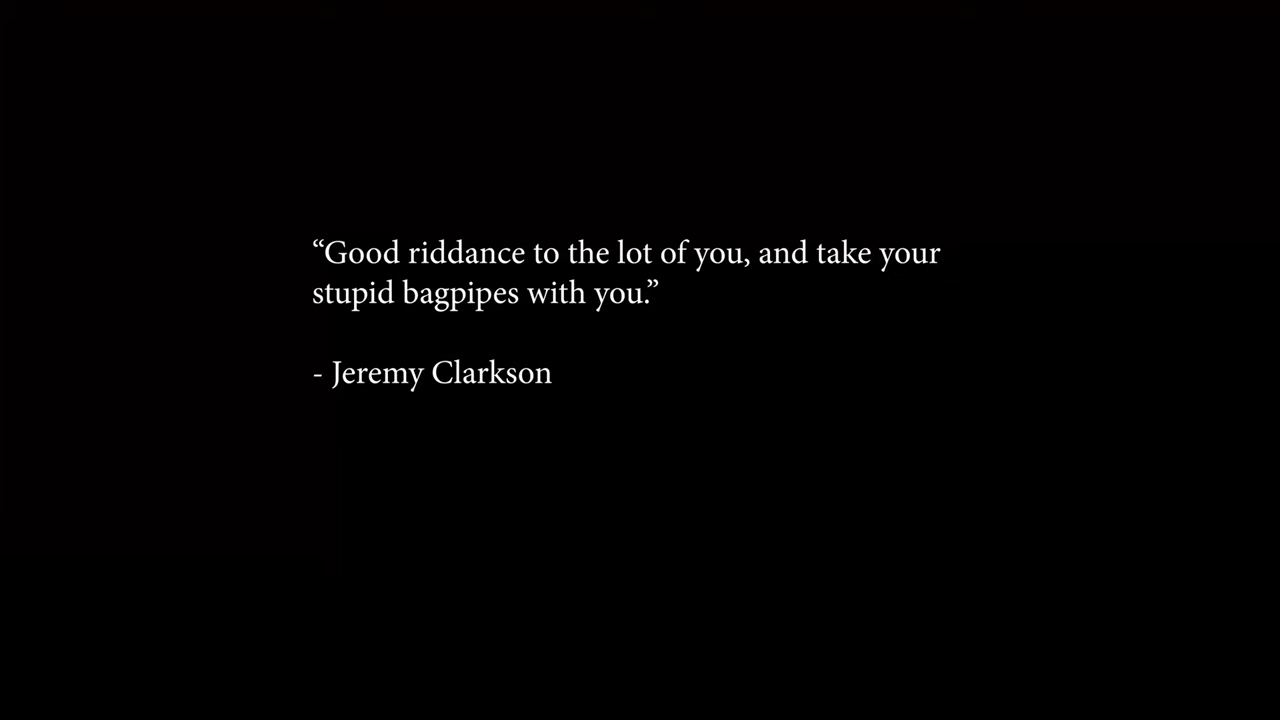 “Good riddance to the lot of you, and take your
stupid bagpipes with you.”
- Jeremy Clarkson